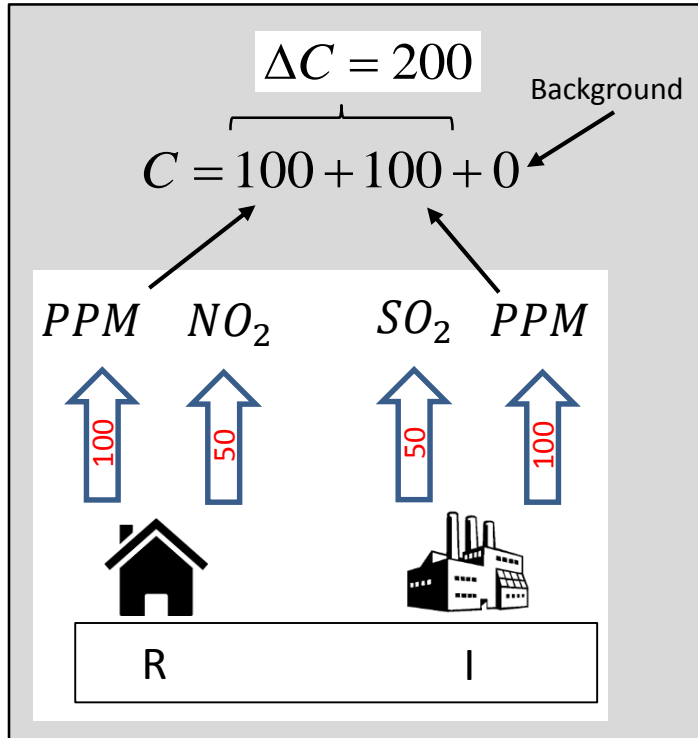 ΔC = 200
Background
C = 100 + 100 + 0
PPM NO₂ SO₂ PPM
100 50 50 100
R I